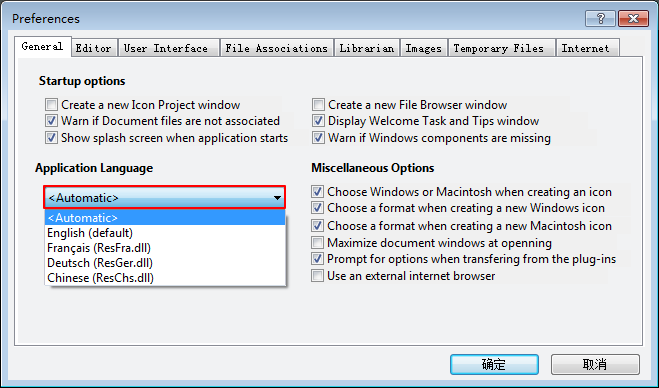 Preferences
General Editor User Interface File Associations Librarian Images Temporary Files Internet
Startup options
Create a new Icon Project window
Create a new File Browser window
Warn if Document files are not associated
Display Welcome Task and Tips window
Show splash screen when application starts
Warn if Windows components are missing
Application Language
Miscellaneous Options
<Automatic>
<Automatic>
English (default)
Français (ResFra.dll)
Deutsch (ResGer.dll)
Chinese (ResChs.dll)
Choose Windows or Macintosh when creating an icon
Choose a format when creating a new Windows icon
Choose a format when creating a new Macintosh icon
Maximize document windows at openning
Prompt for options when transfering from the plug-ins
Use an external internet browser
确定
取消